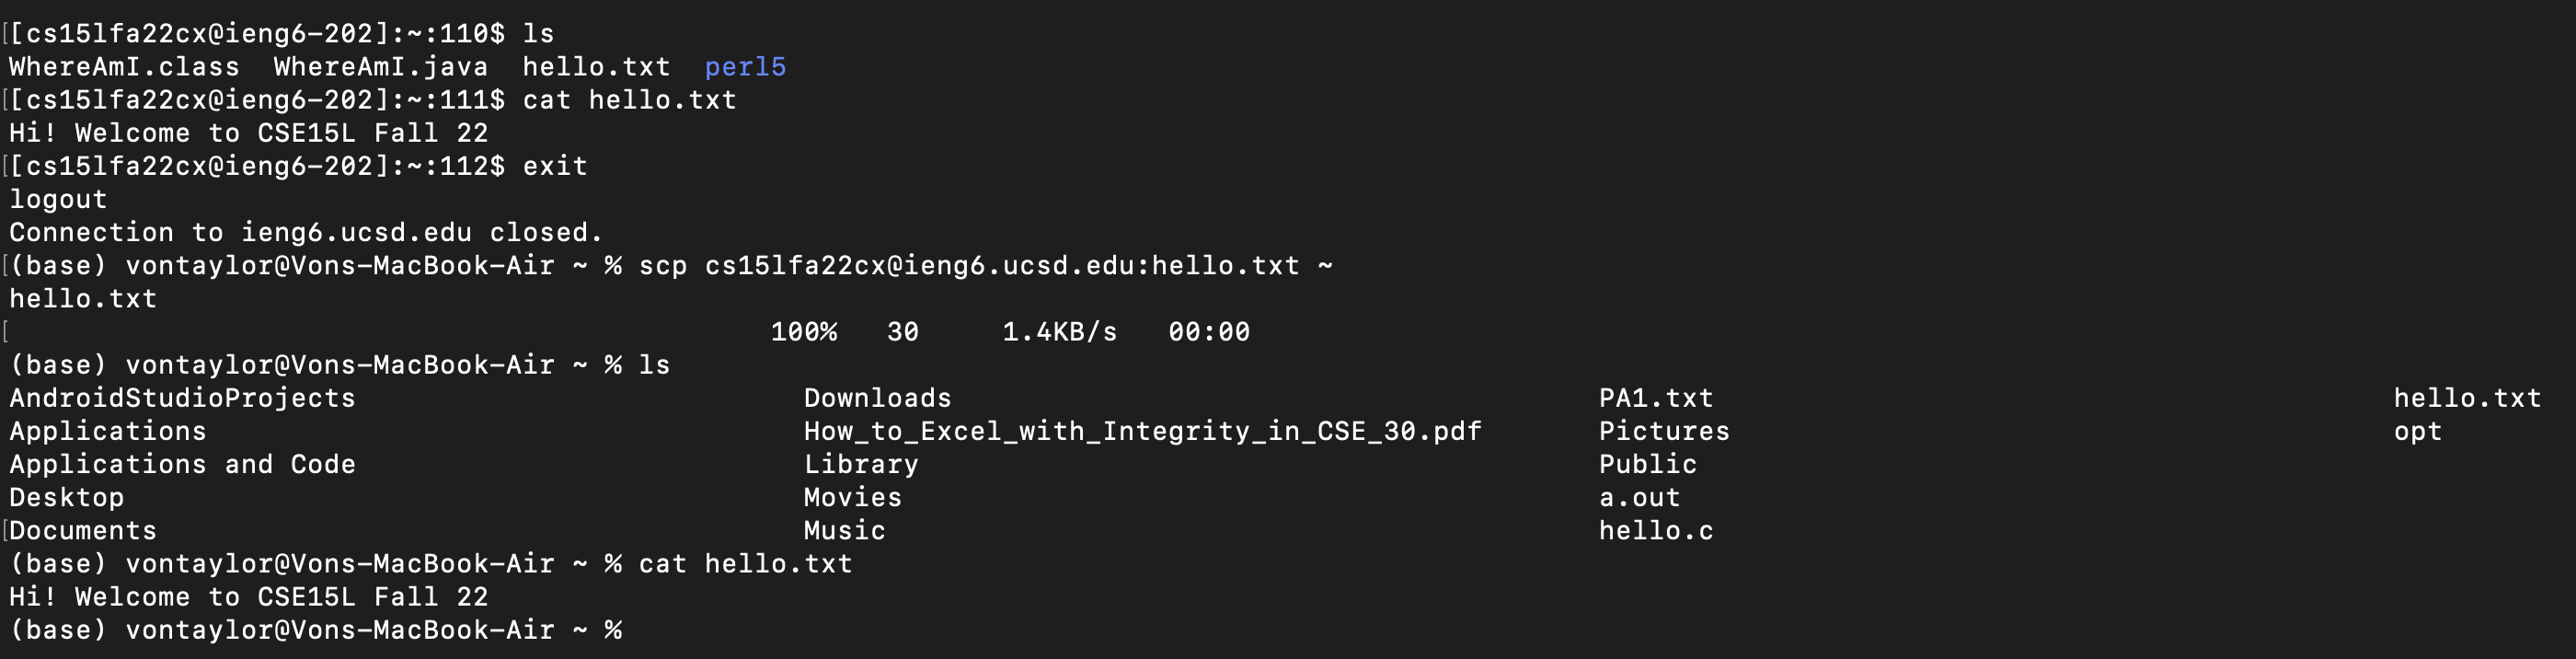 [[cs15lfa22cx@ieng6-202]:~:110$ ls
WhereAmI.class  WhereAmI.java  hello.txt  perl5
[[cs15lfa22cx@ieng6-202]:~:111$ cat hello.txt
Hi! Welcome to CSE15L Fall 22
[[cs15lfa22cx@ieng6-202]:~:112$ exit
logout
Connection to ieng6.ucsd.edu closed.
[(base) vontaylor@Vons-MacBook-Air ~ % scp cs15lfa22cx@ieng6.ucsd.edu:hello.txt ~
hello.txt
[ 100%   30     1.4KB/s   00:00
(base) vontaylor@Vons-MacBook-Air ~ % ls
AndroidStudioProjects Downloads PA1.txt hello.txt
Applications How_to_Excel_with_Integrity_in_CSE_30.pdf Pictures opt
Applications and Code Library Public
Desktop Movies a.out
[Documents Music hello.c
(base) vontaylor@Vons-MacBook-Air ~ % cat hello.txt
Hi! Welcome to CSE15L Fall 22
(base) vontaylor@Vons-MacBook-Air ~ %